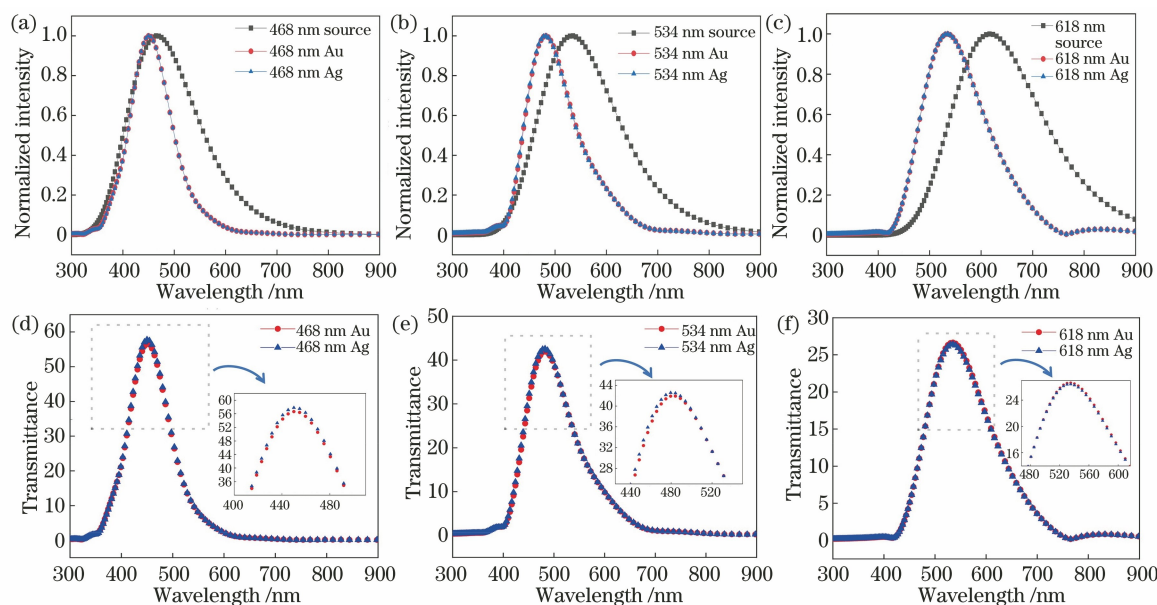 (a)
468 nm source
468 nm Au
468 nm Ag
Normalized intensity
1.0
0.8
0.6
0.4
0.2
0
300 400 500 600 700 800 900
Wavelength /nm
(b)
534 nm source
534 nm Au
534 nm Ag
Normalized intensity
1.0
0.8
0.6
0.4
0.2
0
300 400 500 600 700 800 900
Wavelength /nm
(c)
618 nm
source
618 nm Au
618 nm Ag
Normalized intensity
1.0
0.8
0.6
0.4
0.2
0
300 400 500 600 700 800 900
Wavelength /nm
(d)
468 nm Au
468 nm Ag
Transmittance
60
50
40
30
20
10
0
60
56
52
48
44
40
36
400 440 480
300 400 500 600 700 800 900
Wavelength /nm
(e)
534 nm Au
534 nm Ag
Transmittance
50
40
30
20
10
0
44
40
36
32
28
440 480 520
300 400 500 600 700 800 900
Wavelength /nm
(f)
618 nm Au
618 nm Ag
Transmittance
30
25
20
15
10
5
0
24
20
16
480 520 560 600
300 400 500 600 700 800 900
Wavelength /nm